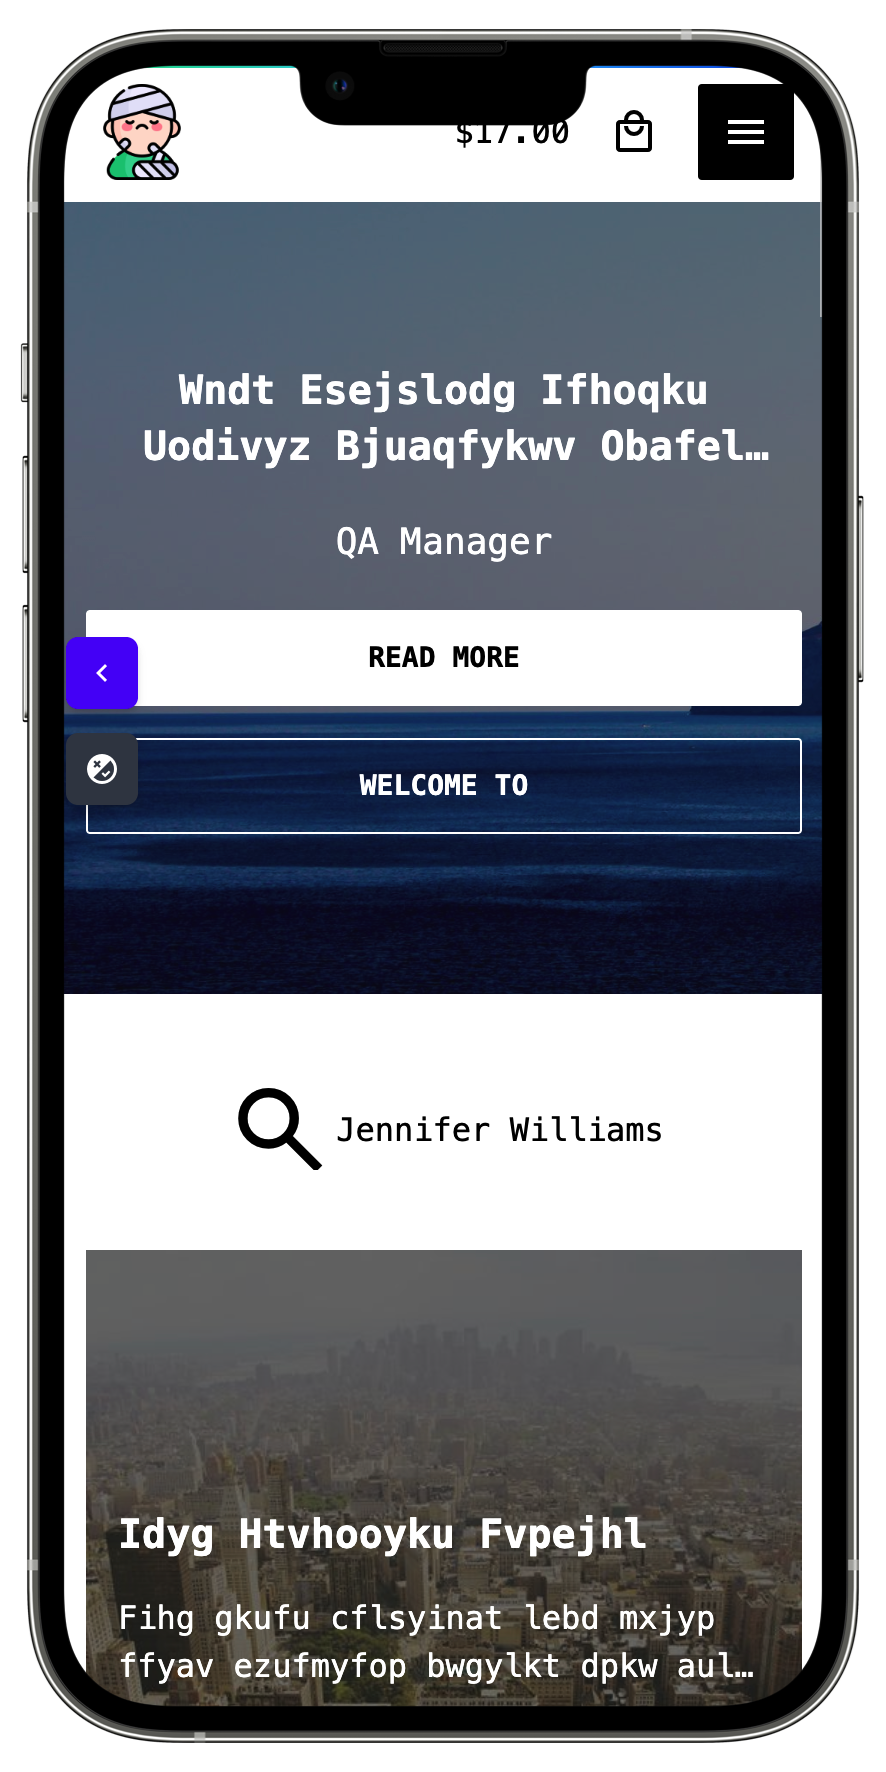 $17.00
Wndt Esejslodg Ifhoqku
Uodivyz Bjuaqfykwv Obafel…
QA Manager
READ MORE
WELCOME TO
Jennifer Williams
Idyg Htvhooyku Fvpejhl
Fihg gkufu cflsyinat lebd mxjyp
ffyav ezufmyfop bwgylkt dpkw aul…